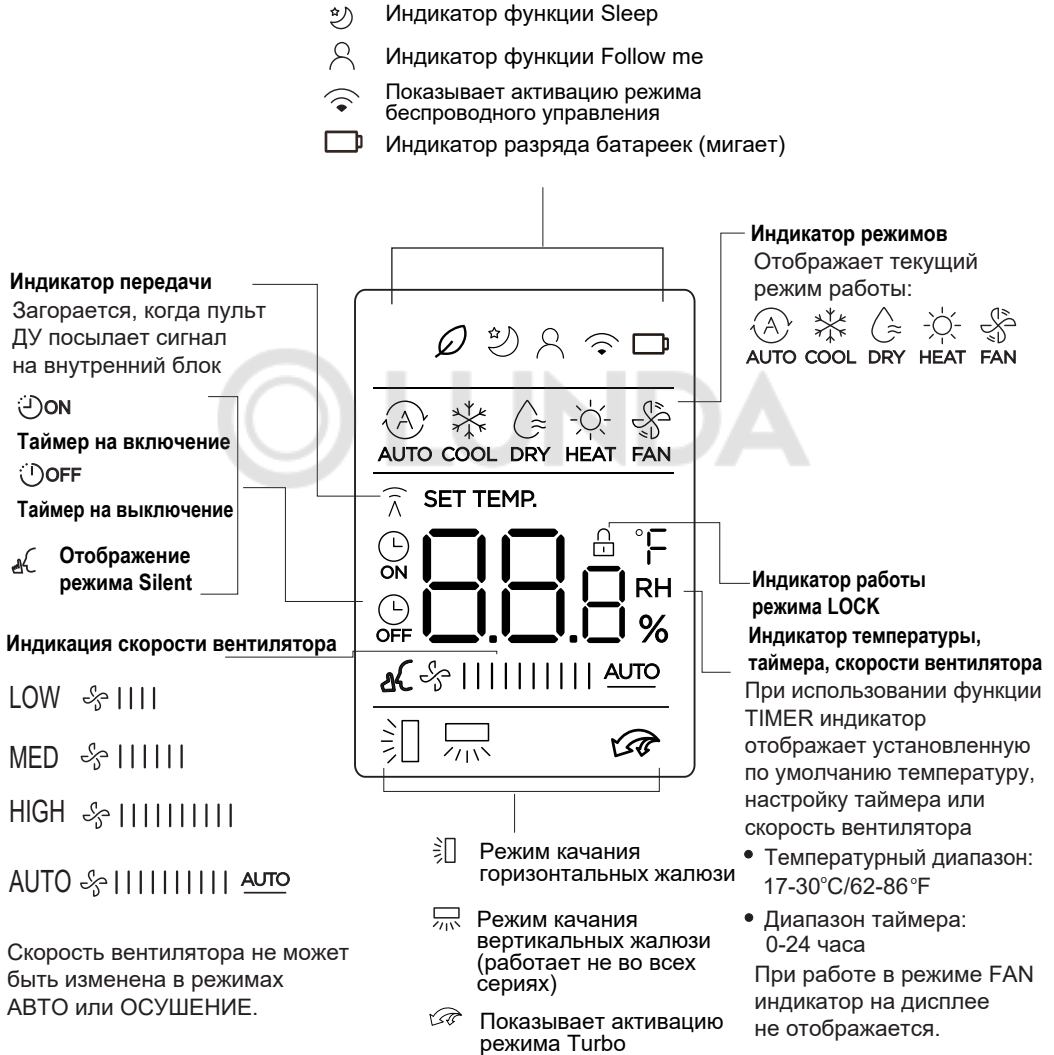 Индикатор функции Sleep
Индикатор функции Follow me
Показывает активацию режима
беспроводного управления
Индикатор разряда батареек (мигает)
Индикатор передачи
Загорается, когда пульт
ДУ посылает сигнал
на внутренний блок
ON
Таймер на включение
OFF
Таймер на выключение
Отображение
режима Silent
Индикация скорости вентилятора
LOW
MED
HIGH
AUTO AUTO
Скорость вентилятора не может
быть изменена в режимах
АВТО или ОСУШЕНИЕ.
LUNDA
AUTO COOL DRY HEAT FAN
SET TEMP.
ON
OFF
88.8
°F
RH
%
AUTO
Режим качания
горизонтальных жалюзи
Режим качания
вертикальных жалюзи
(работает не во всех
сериях)
Показывает активацию
режима Turbo
Индикатор режимов
Отображает текущий
режим работы:
AUTO COOL DRY HEAT FAN
Индикатор работы
режима LOCK
Индикатор температуры,
таймера, скорости вентилятора
При использовании функции
TIMER индикатор
отображает установленную
по умолчанию температуру,
настройку таймера или
скорость вентилятора
• Температурный диапазон:
17-30°C/62-86°F
• Диапазон таймера:
0-24 часа
При работе в режиме FAN
индикатор на дисплее
не отображается.